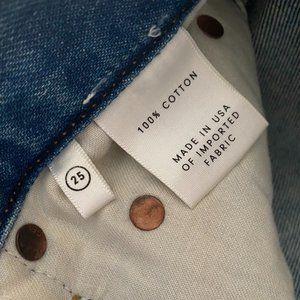 100% COTTON
MADE IN USA
OF IMPORTED
FABRIC
25